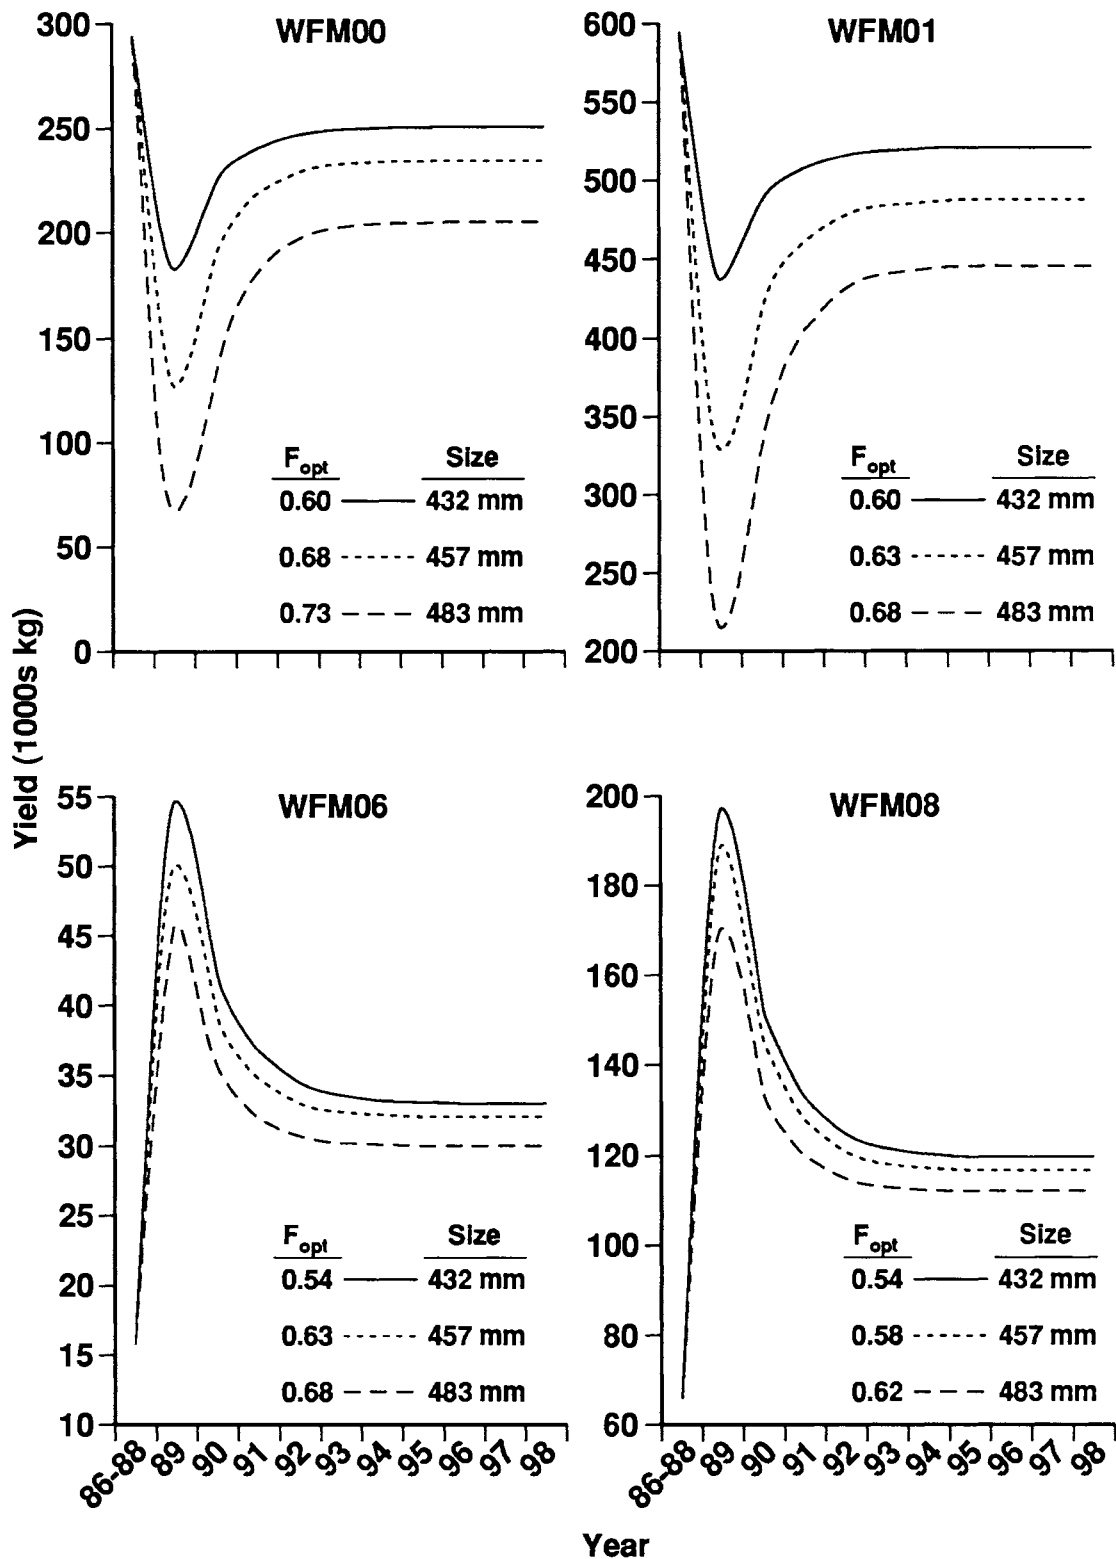 WFM00
300
250
200
150
100
50
0
F_opt Size
0.60 432 mm
0.68 457 mm
0.73 483 mm
WFM01
600
550
500
450
400
350
300
250
200
F_opt Size
0.60 432 mm
0.63 457 mm
0.68 483 mm
Yield (1000s kg)
WFM06
55
50
45
40
35
30
25
20
15
10
F_opt Size
0.54 432 mm
0.63 457 mm
0.68 483 mm
86-88 89 90 91 92 93 94 95 96 97 98
WFM08
200
180
160
140
120
100
80
60
F_opt Size
0.54 432 mm
0.58 457 mm
0.62 483 mm
86-88 89 90 91 92 93 94 95 96 97 98
Year